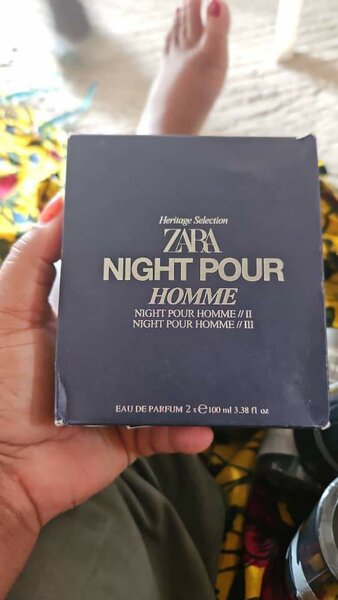 Heritage Selection
ZARA
NIGHT POUR
HOMME
NIGHT POUR HOMME // II
NIGHT POUR HOMME // III
EAU DE PARFUM 2 x ℮ 100 ml 3.38 fl oz